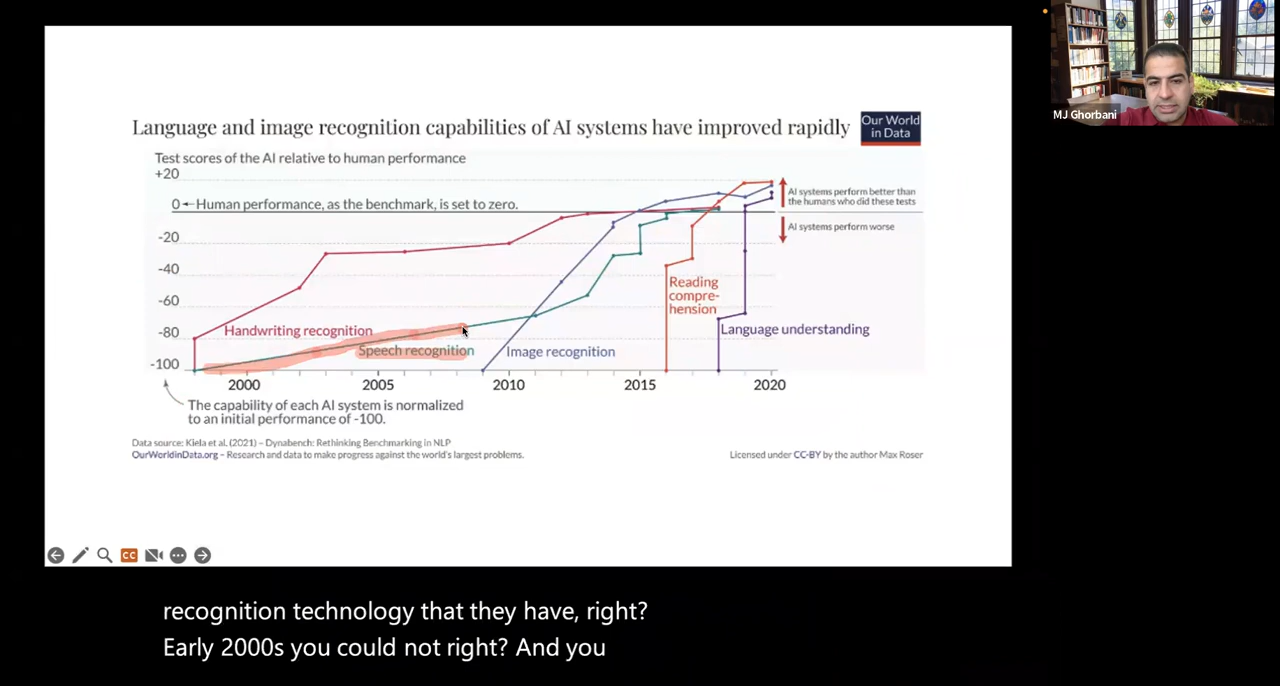 MJ Ghorbani
Language and image recognition capabilities of AI systems have improved rapidly
Our World
in Data
Test scores of the AI relative to human performance
+20
0 ← Human performance, as the benchmark, is set to zero.
AI systems perform better than
the humans who did these tests
-20
AI systems perform worse
-40
-60
-80
-100
Reading
compre-
hension
Handwriting recognition
Language understanding
Speech recognition
Image recognition
2000 2005 2010 2015 2020
The capability of each AI system is normalized
to an initial performance of -100.
Data source: Kiela et al. (2021) – Dynabench: Rethinking Benchmarking in NLP
OurWorldinData.org – Research and data to make progress against the world's largest problems.
Licensed under CC-BY by the author Max Roser
CC
recognition technology that they have, right?
Early 2000s you could not right? And you